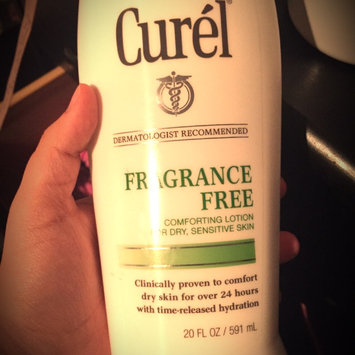 Curél
DERMATOLOGIST RECOMMENDED
FRAGRANCE
FREE
COMFORTING LOTION
FOR DRY, SENSITIVE SKIN
Clinically proven to comfort
dry skin for over 24 hours
with time-released hydration
20 FL OZ / 591 mL